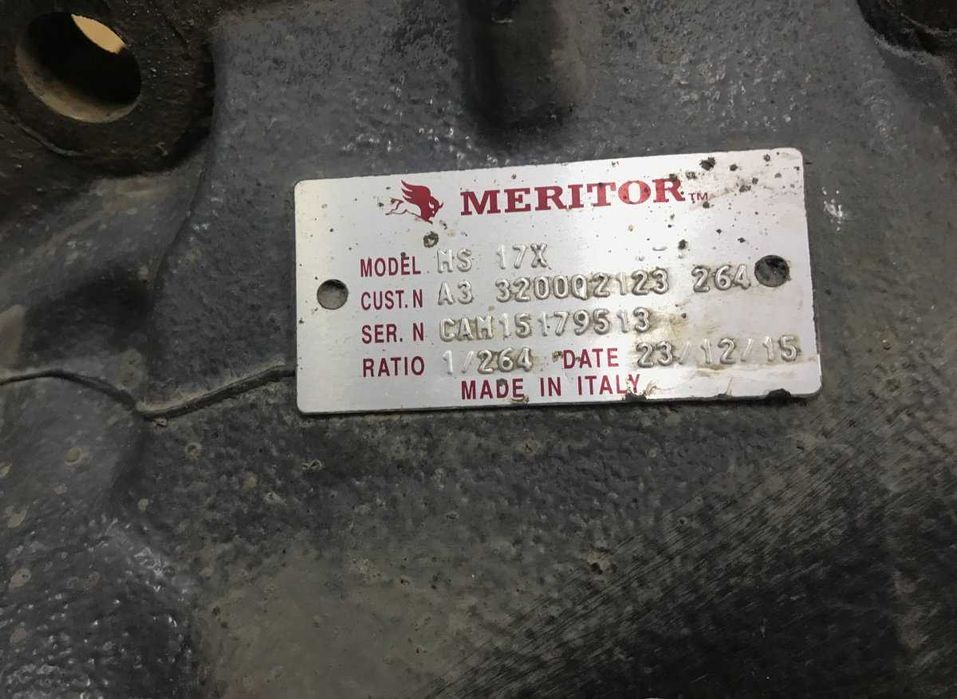 MERITOR™
MODEL MS 17X
CUST.N A3 3200Q2123 264
SER. N CAM15179513
RATIO 1/264 DATE 23/12/15
MADE IN ITALY